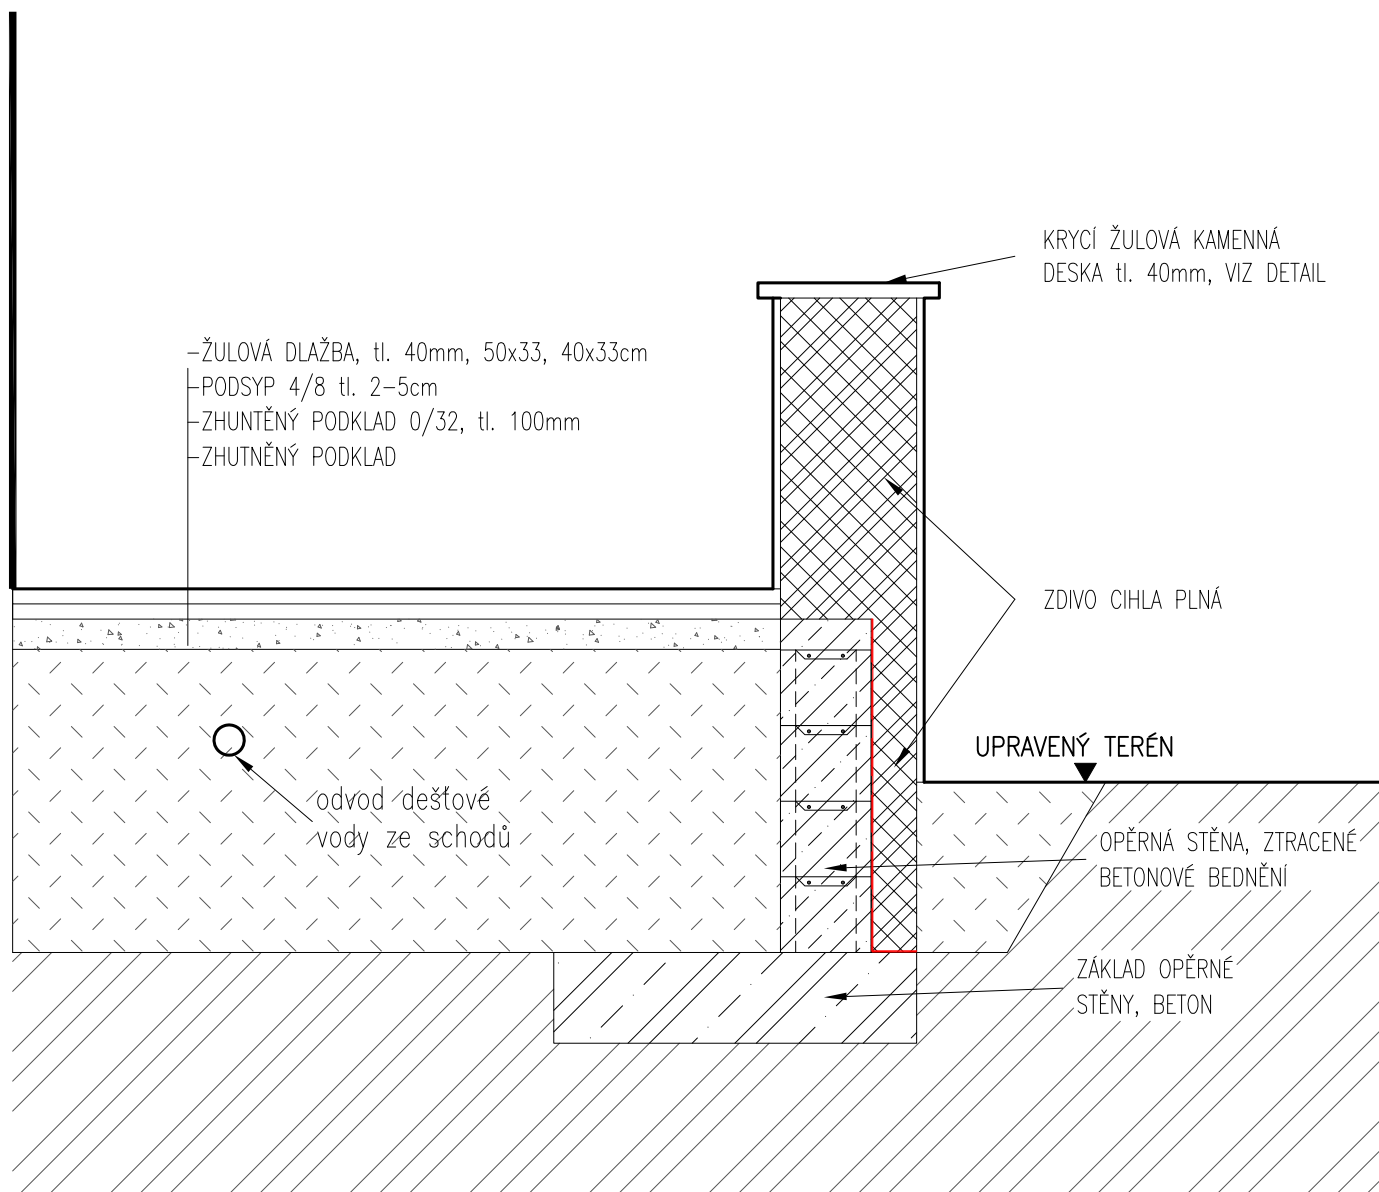 KRYCÍ ŽULOVÁ KAMENNÁ
DESKA tl. 40mm, VIZ DETAIL
ŽULOVÁ DLAŽBA, tl. 40mm, 50x33, 40x33cm
PODSYP 4/8 tl. 2-5cm
ZHUNTĚNÝ PODKLAD 0/32, tl. 100mm
ZHUTNĚNÝ PODKLAD
ZDIVO CIHLA PLNÁ
UPRAVENÝ TERÉN
odvod dešťové
vody ze schodů
OPĚRNÁ STĚNA, ZTRACENÉ
BETONOVÉ BEDNĚNÍ
ZÁKLAD OPĚRNÉ
STĚNY, BETON